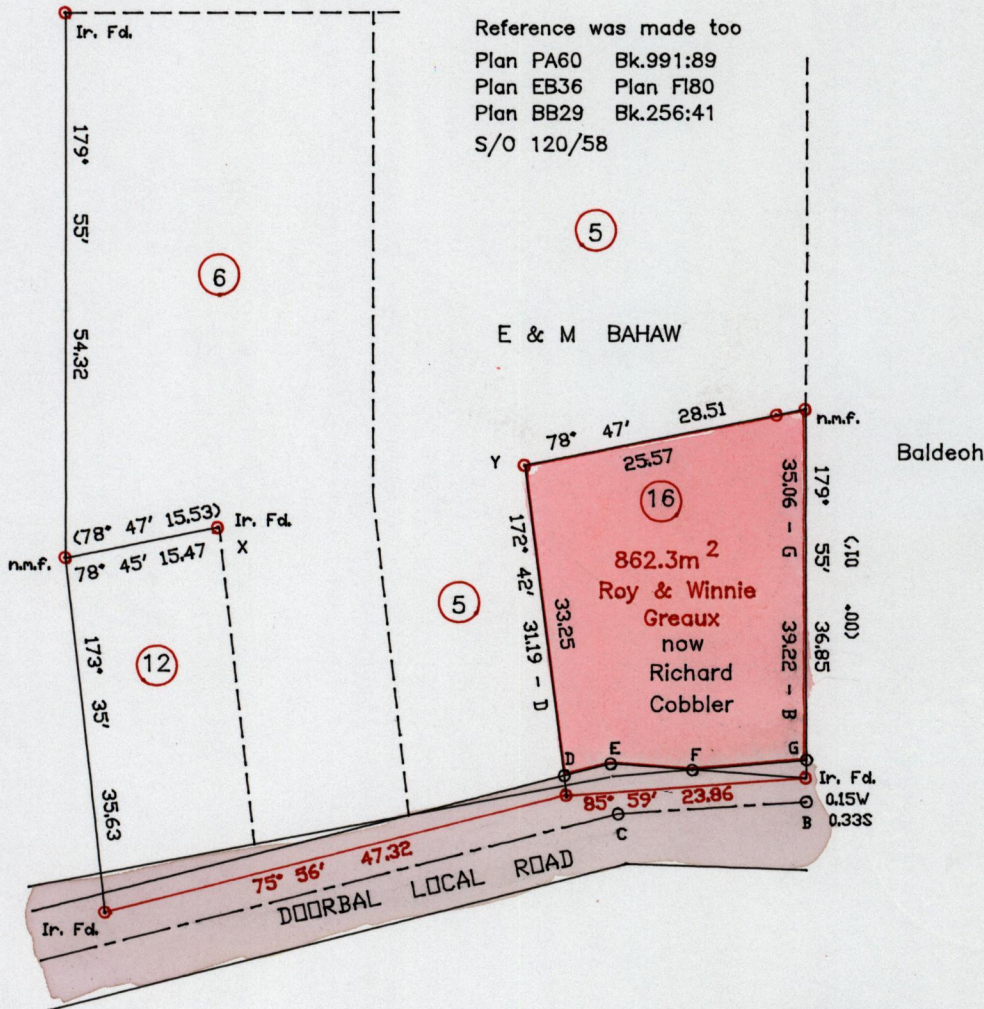 Reference was made too
Plan PA60 Bk.991:89
Plan EB36 Plan FI80
Plan BB29 Bk.256:41
S/O 120/58
Ir. Fd.
179° 55' 54.32
6
5
E & M BAHAW
78° 47' 28.51
n.m.f.
Y
25.57
Baldeoh
16
35.06 - G
179° 55' 36.85
(,10 .00)
(78° 47' 15.53)
Ir. Fd.
X
n.m.f.
78° 45' 15.47
172° 42' 31.19 - D
33.25
862.3m 2
Roy & Winnie
Greaux
now
Richard
Cobbler
39.22 - B
5
12
173° 35' 35.63
D
E
F
G
Ir. Fd.
85° 59' 23.86
0.15W
0.33S
C
B
75° 56' 47.32
DOORBAL LOCAL ROAD
Ir. Fd.